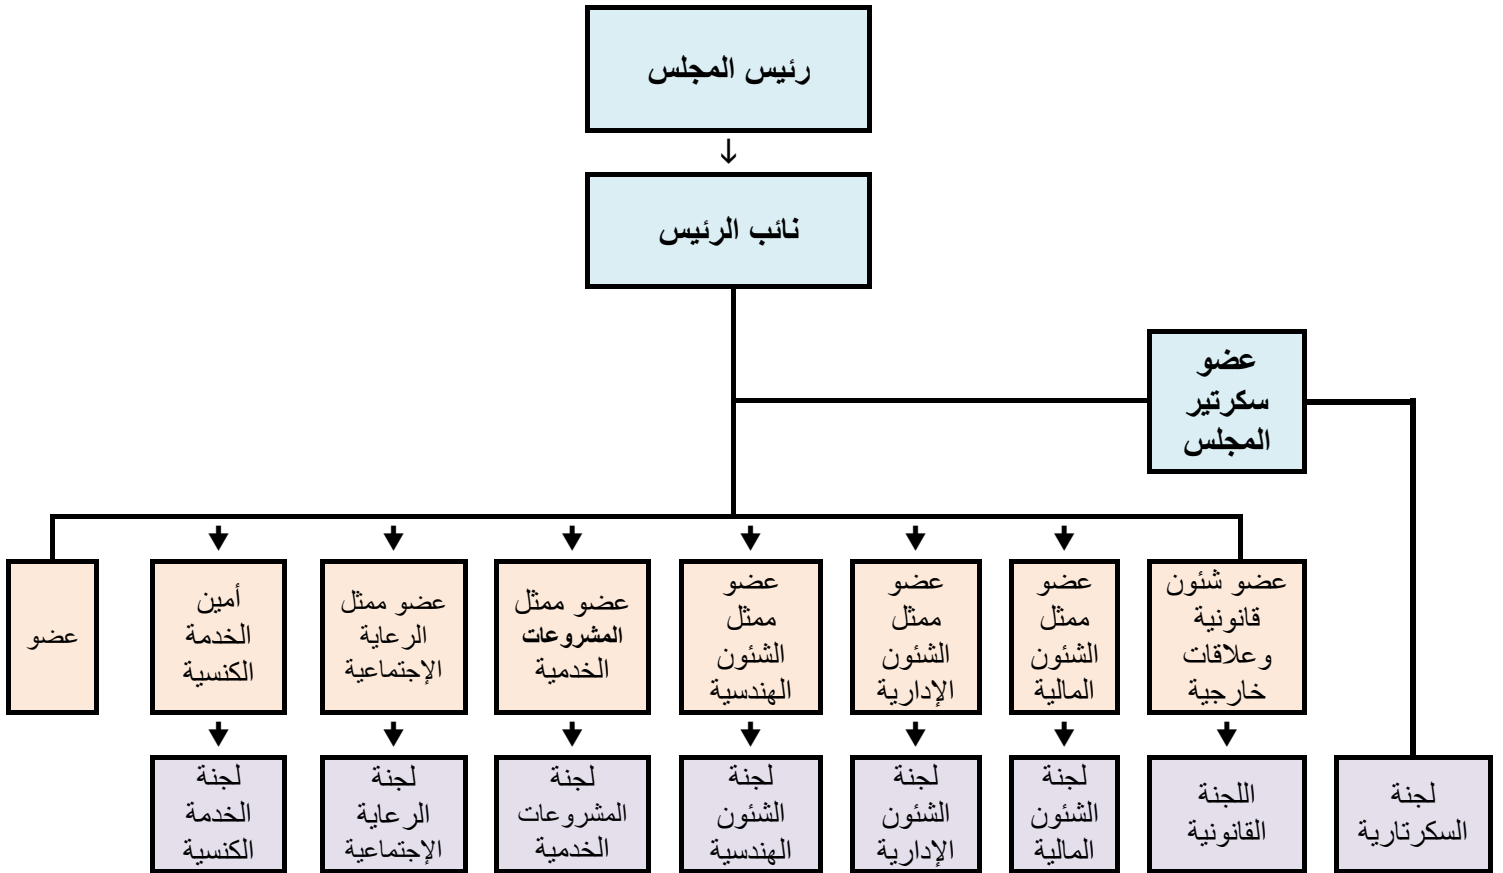 رئيس المجلس
نائب الرئيس
عضو
سكرتير
المجلس
عضو شئون
قانونية
وعلاقات
خارجية
عضو
ممثل
الشئون
المالية
عضو
ممثل
الشئون
الإدارية
عضو
ممثل
الشئون
الهندسية
عضو ممثل
المشروعات
الخدمية
عضو ممثل
الرعاية
الإجتماعية
أمين
الخدمة
الكنسية
عضو
لجنة
السكرتارية
اللجنة
القانونية
لجنة
الشئون
المالية
لجنة
الشئون
الإدارية
لجنة
الشئون
الهندسية
لجنة
المشروعات
الخدمية
لجنة
الرعاية
الإجتماعية
لجنة
الخدمة
الكنسية